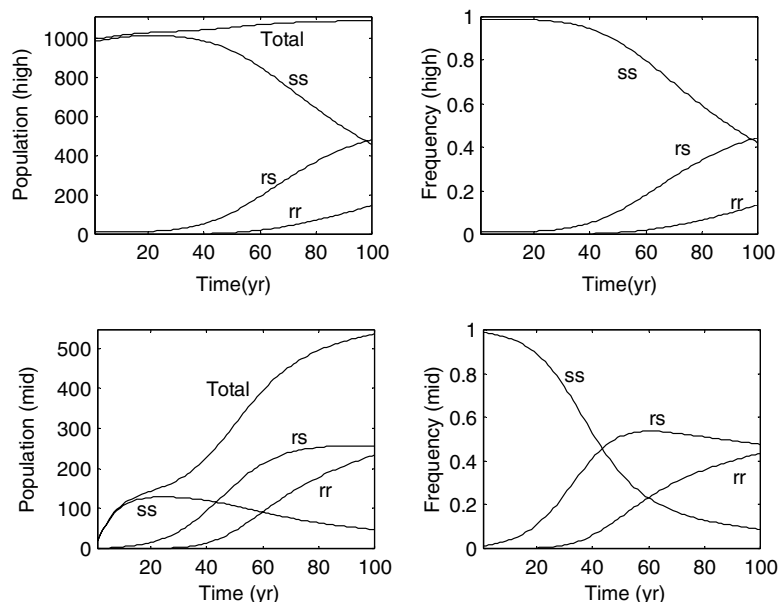 Population (high)
1000
800
600
400
200
0
20 40 60 80 100
Time(yr)
Total
ss
rs
rr
Frequency (high)
1
0.8
0.6
0.4
0.2
0
20 40 60 80 100
Time(yr)
ss
rs
rr
Population (mid)
500
400
300
200
100
0
20 40 60 80 100
Time (yr)
Total
rs
ss
rr
Frequency (mid)
1
0.8
0.6
0.4
0.2
0
20 40 60 80 100
Time (yr)
ss
rs
rr